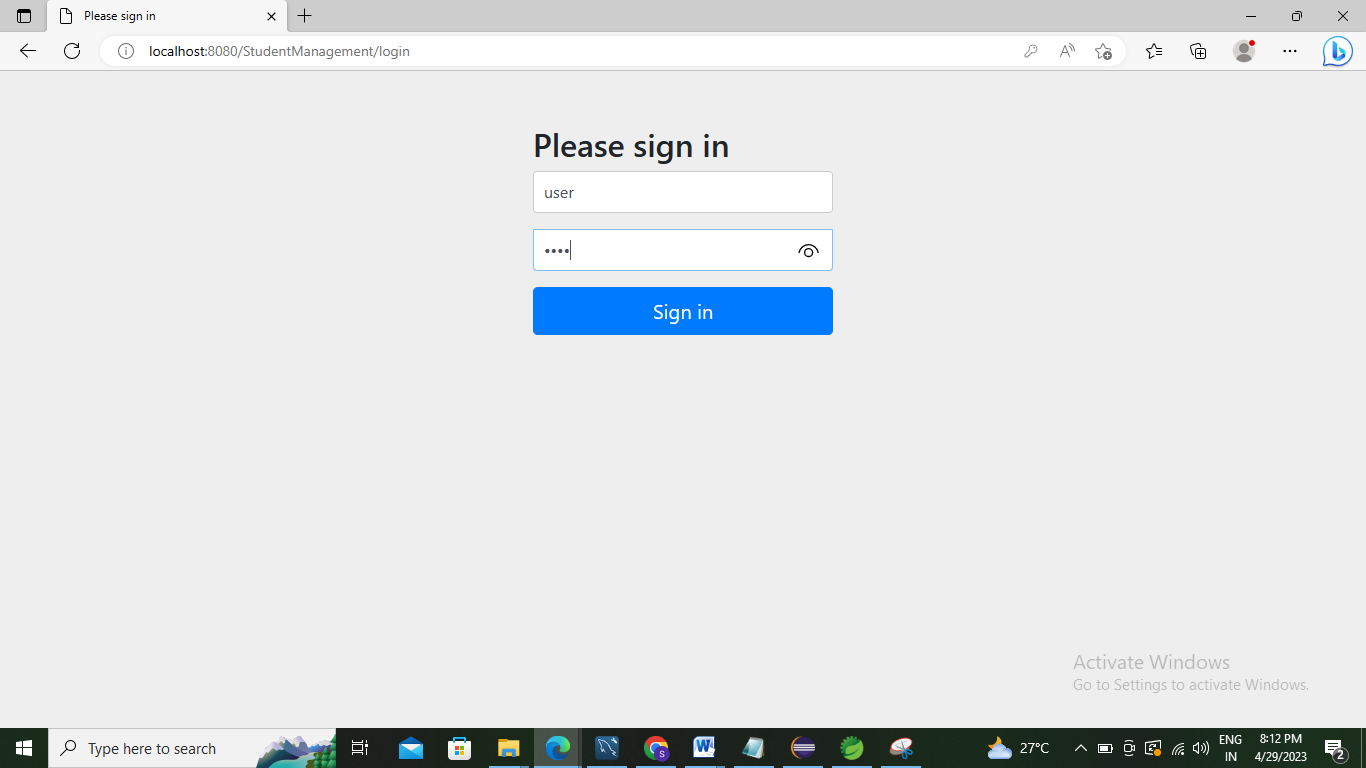 Please sign in
localhost:8080/StudentManagement/login
Please sign in
user
••••
Sign in
Activate Windows
Go to Settings to activate Windows.
Type here to search
27°C
ENG
IN
8:12 PM
4/29/2023
2